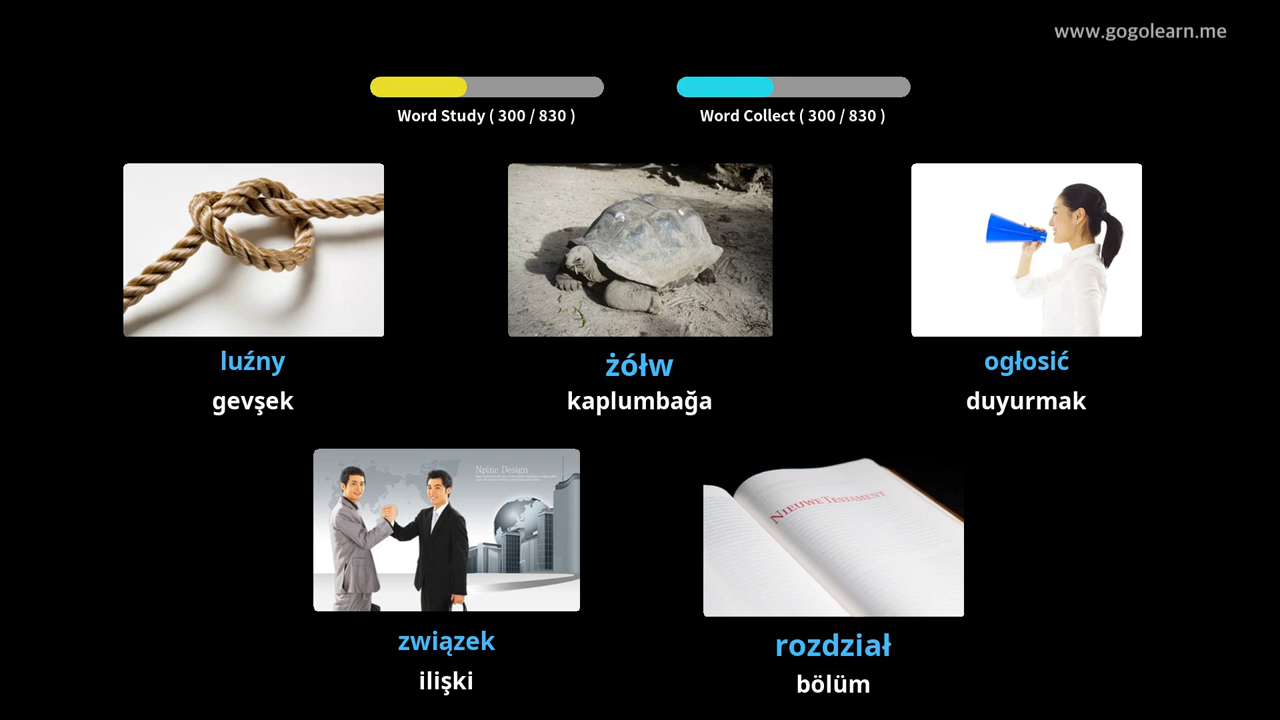 www.gogolearn.me
Word Study ( 300 / 830 )
Word Collect ( 300 / 830 )
luźny
gevşek
żółw
kaplumbağa
ogłosić
duyurmak
Npine Design
NIEUWE TESTAMENT
związek
ilişki
rozdział
bölüm